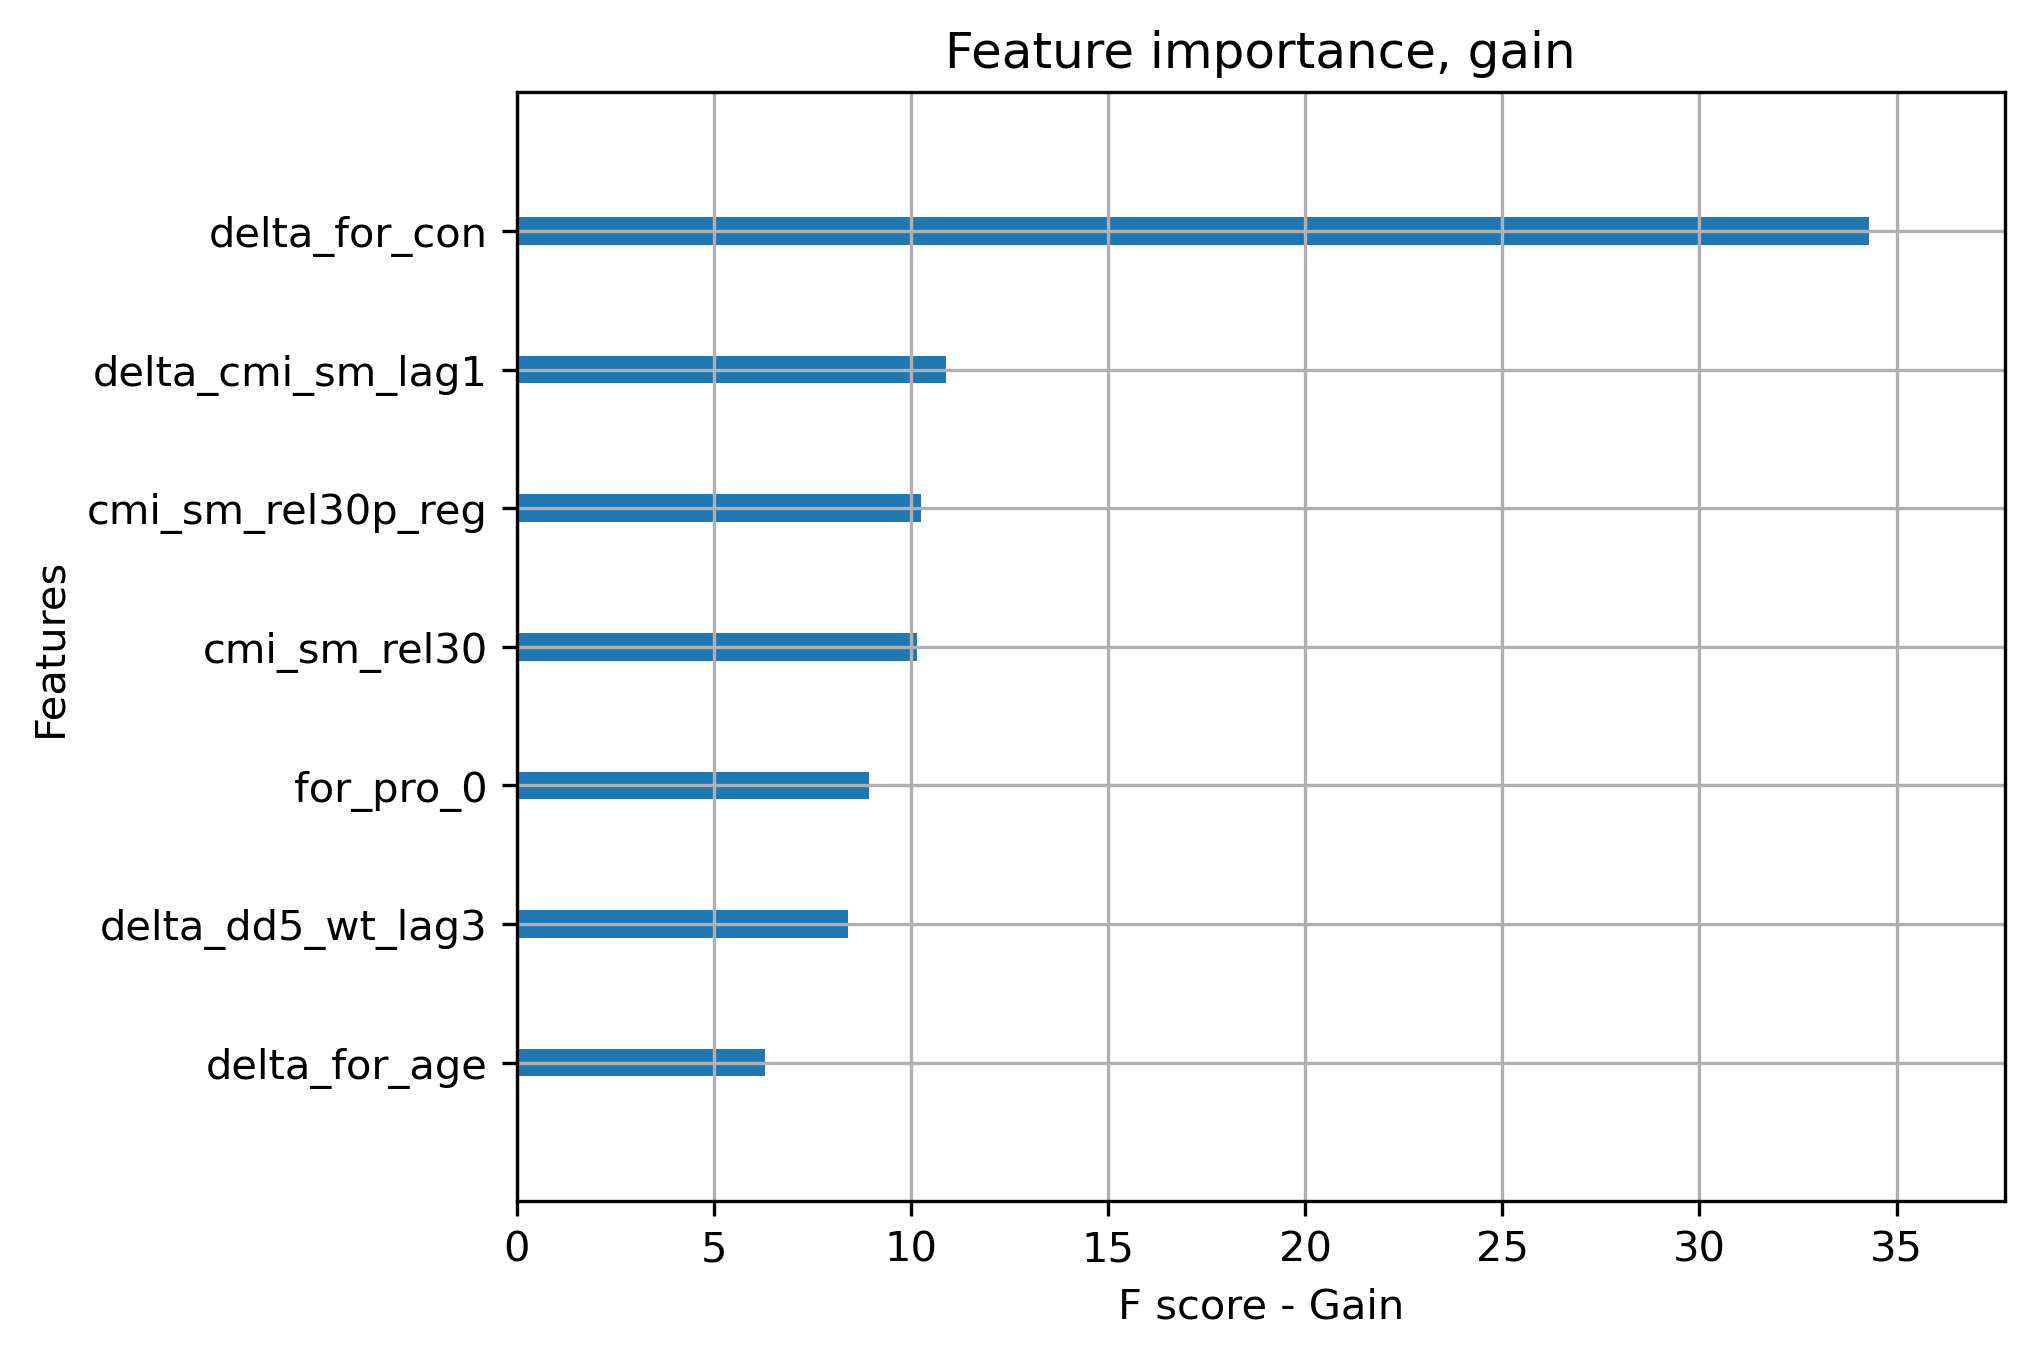 Feature importance, gain
Features
delta_for_con
delta_cmi_sm_lag1
cmi_sm_rel30p_reg
cmi_sm_rel30
for_pro_0
delta_dd5_wt_lag3
delta_for_age
0 5 10 15 20 25 30 35
F score - Gain